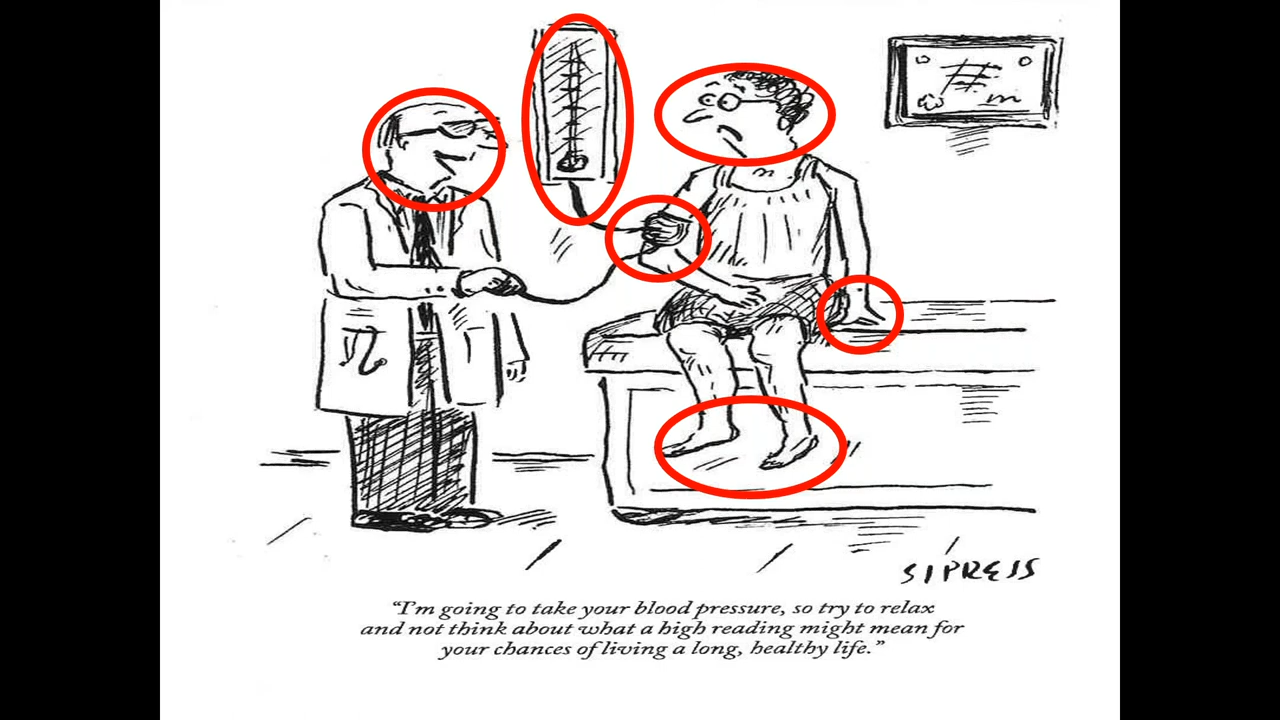 SIPRESS
"I'm going to take your blood pressure, so try to relax
and not think about what a high reading might mean for
your chances of living a long, healthy life."